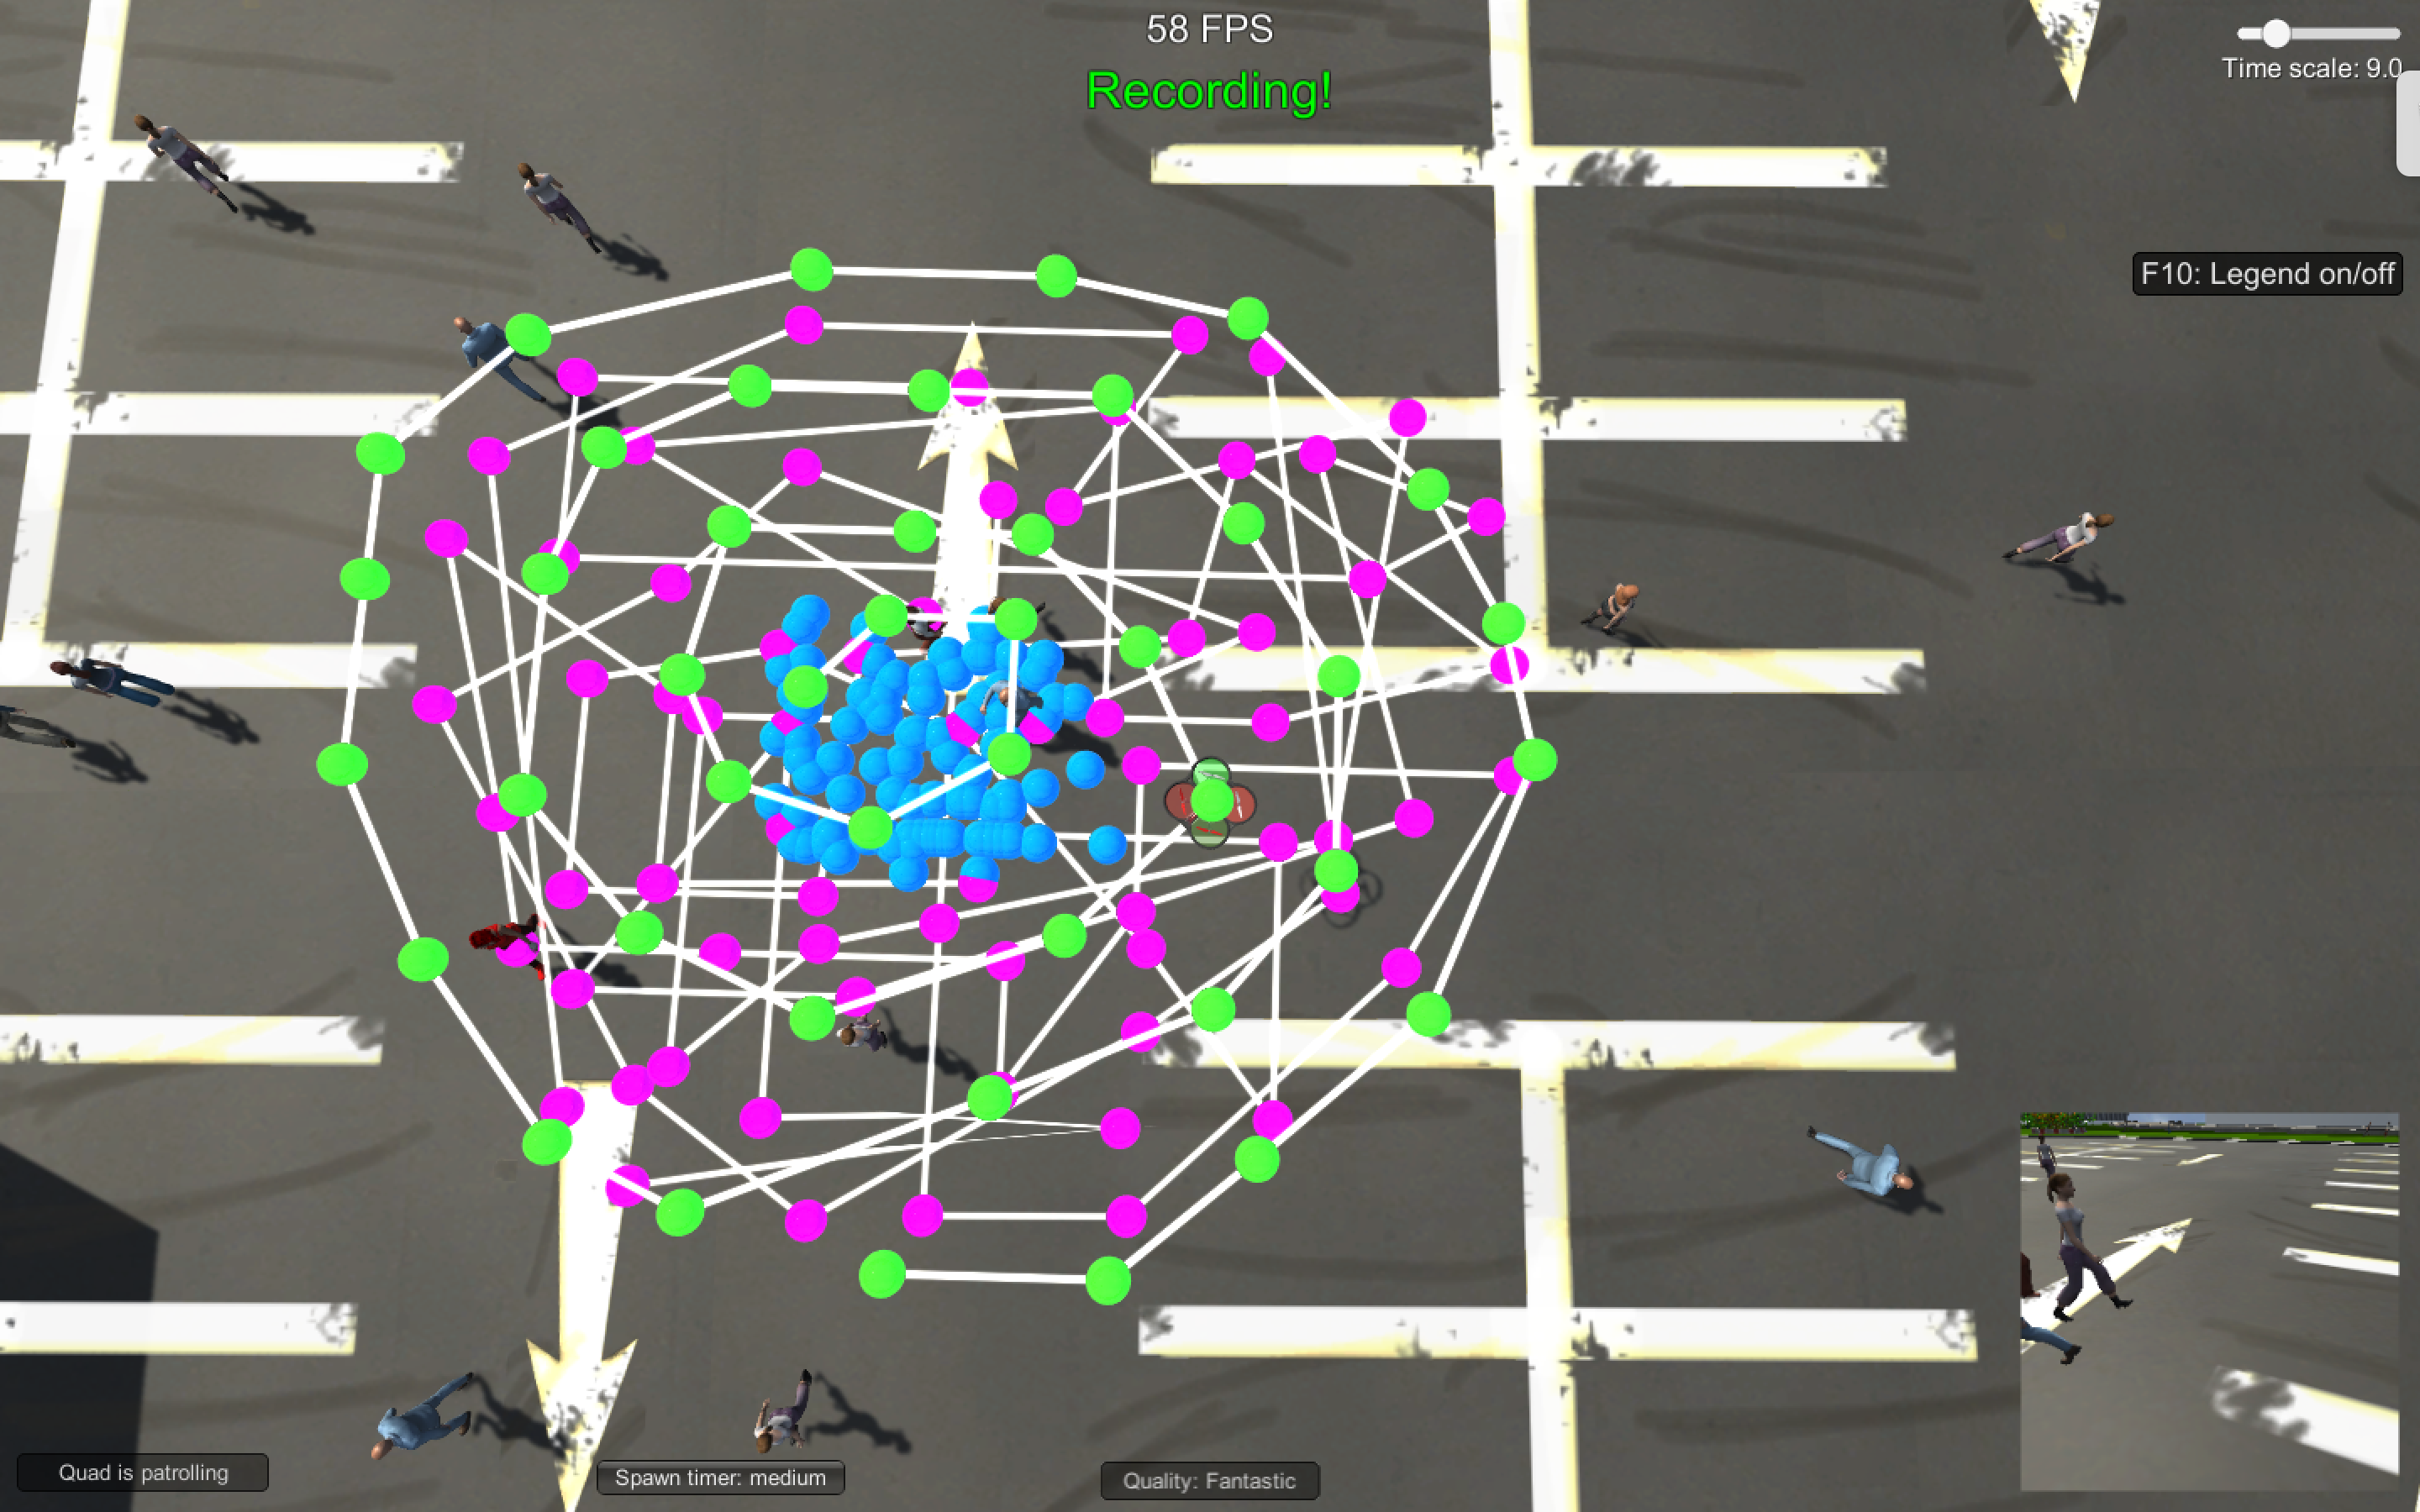 58 FPS
Recording!
Time scale: 9.0
F10: Legend on/off
Quad is patrolling
Spawn timer: medium
Quality: Fantastic